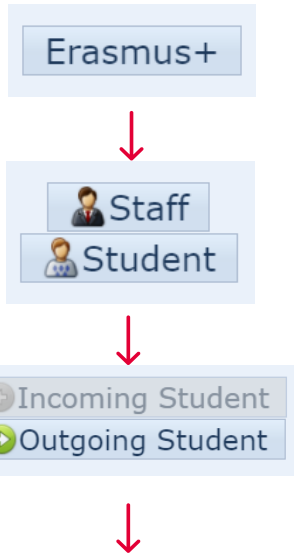 Erasmus+
Staff
Student
Incoming Student
Outgoing Student